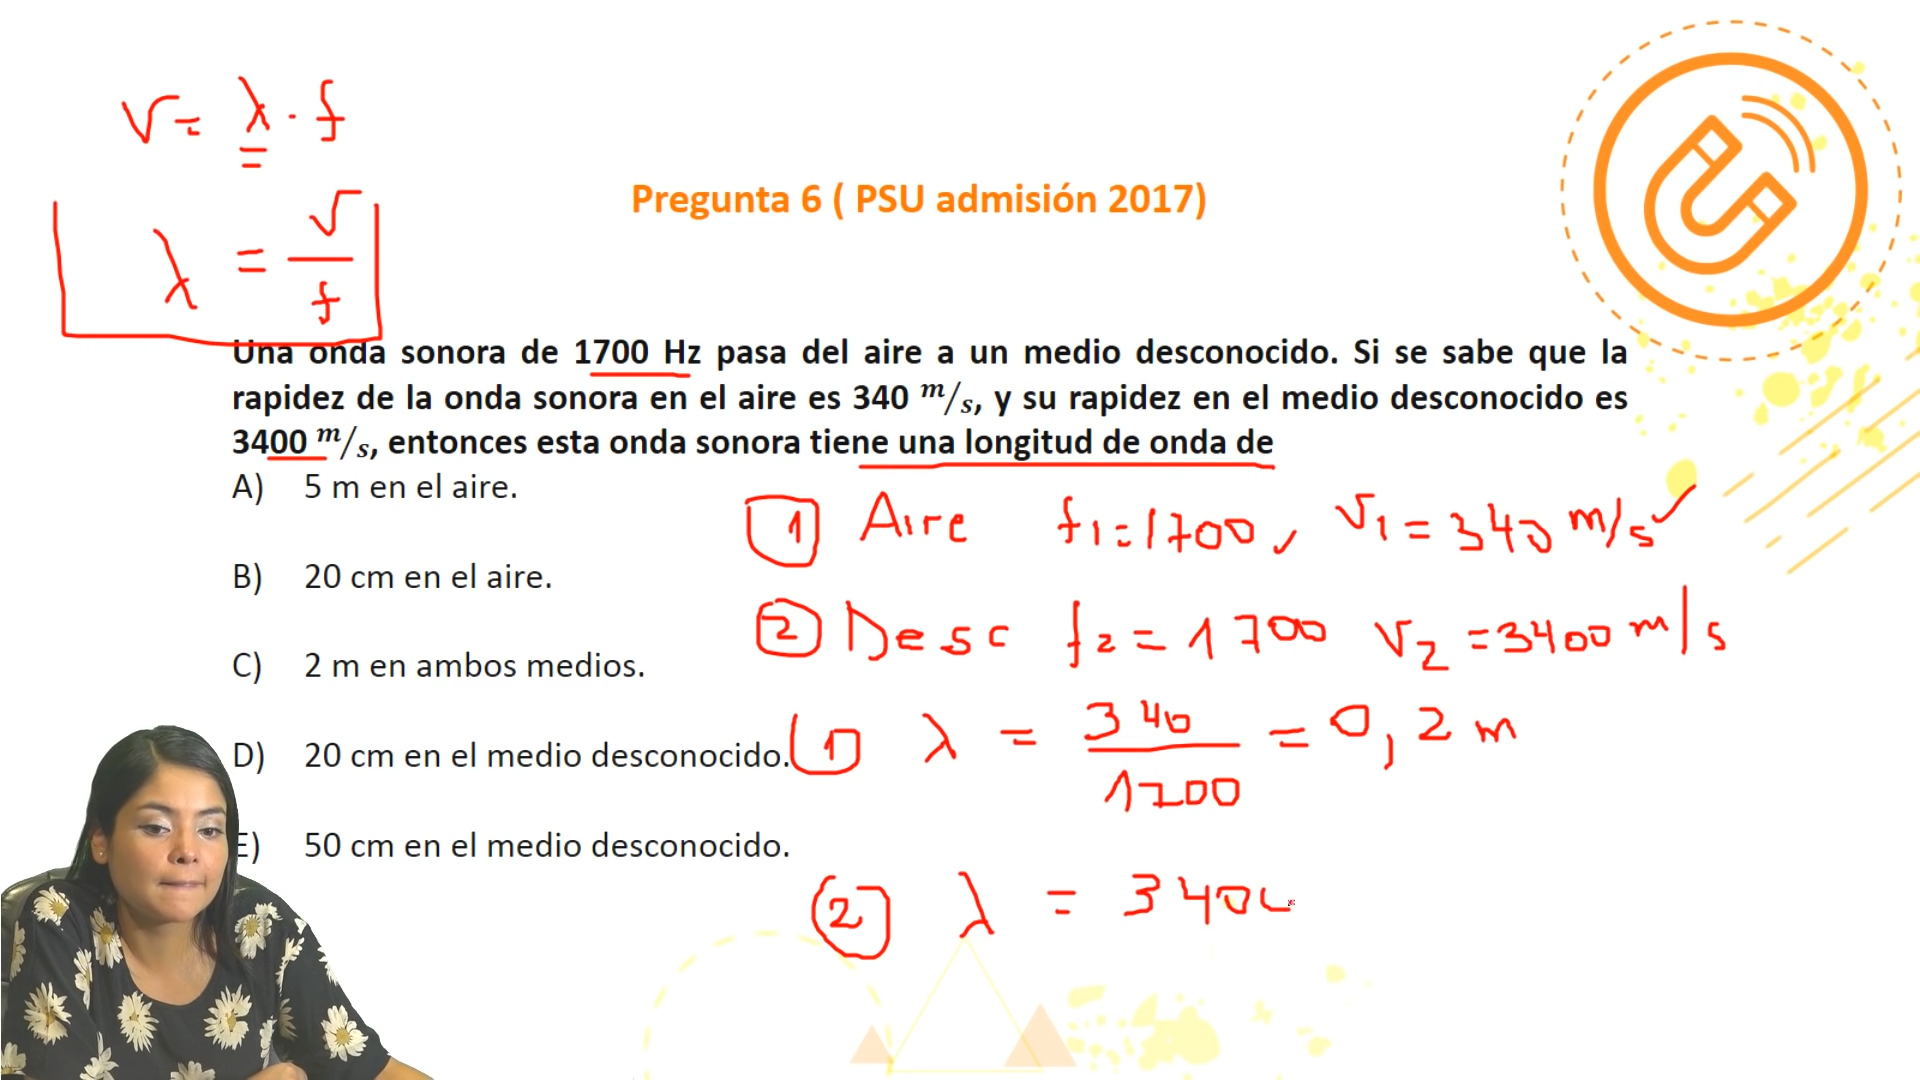 v = λ · f
λ = v / f
Pregunta 6 ( PSU admisión 2017)
Una onda sonora de 1700 Hz pasa del aire a un medio desconocido. Si se sabe que la
rapidez de la onda sonora en el aire es 340 m/s, y su rapidez en el medio desconocido es
3400 m/s, entonces esta onda sonora tiene una longitud de onda de
A) 5 m en el aire.
B) 20 cm en el aire.
C) 2 m en ambos medios.
D) 20 cm en el medio desconocido.
E) 50 cm en el medio desconocido.
1 Aire f1=1700, v1=340 m/s ✓
2 Desc f2=1700 v2=3400 m/s
1 λ = 340 / 1700 = 0,2 m
2 λ = 3400